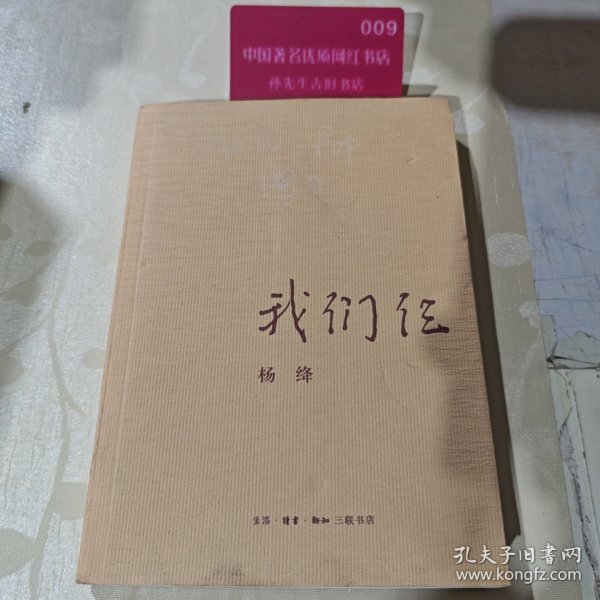 009
中国著名优质网红书店
孙先生古旧书店
Mom Pop
我们仨
杨 绛
生活·讀書·新知 三联书店
孔夫子旧书网
www.kongfz.com